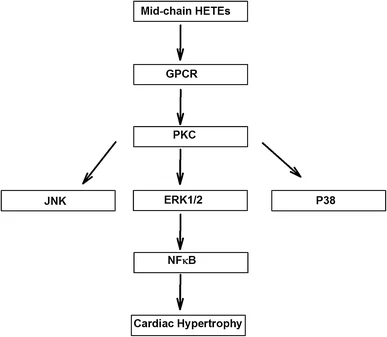 Mid-chain HETEs
GPCR
PKC
JNK
ERK1/2
P38
NFκB
Cardiac Hypertrophy